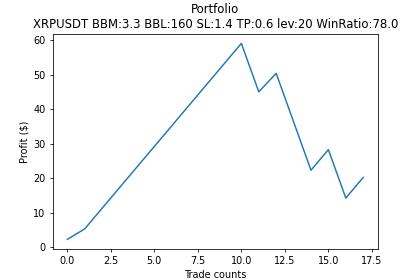 Portfolio
XRPUSDT BBM:3.3 BBL:160 SL:1.4 TP:0.6 lev:20 WinRatio:78.0
Profit ($)
60
50
40
30
20
10
0
0.0 2.5 5.0 7.5 10.0 12.5 15.0 17.5
Trade counts